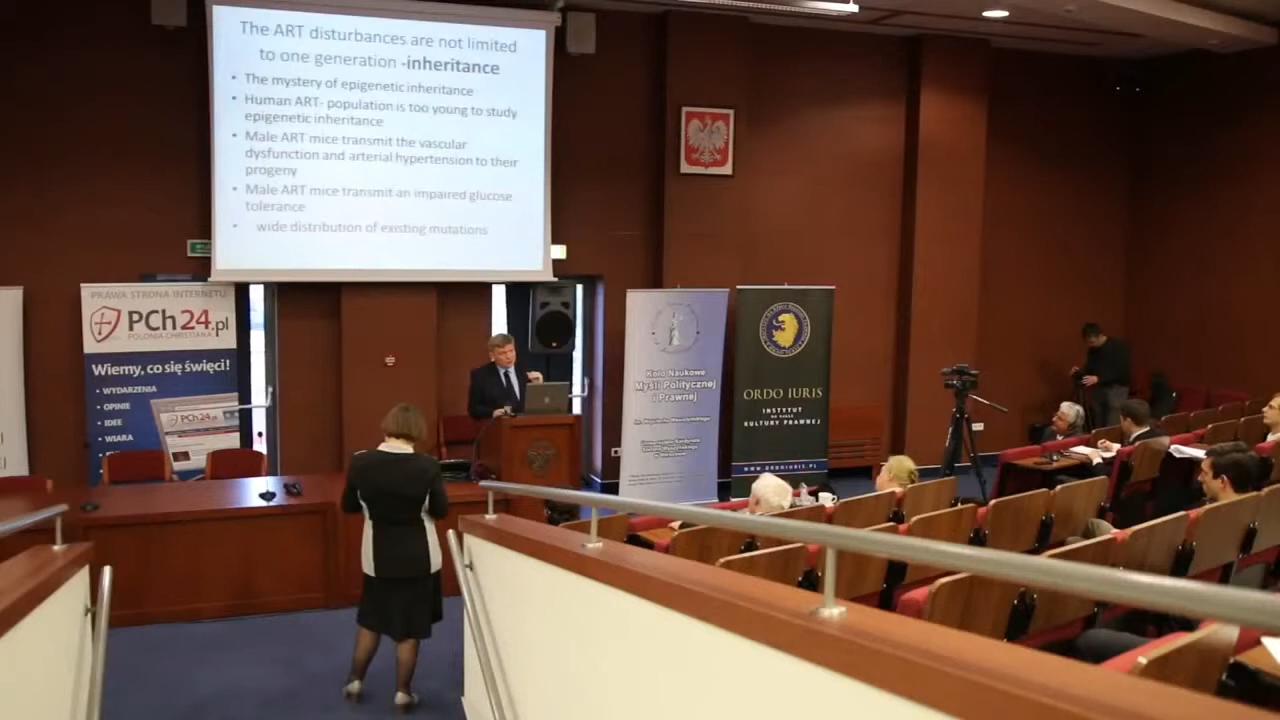 The ART disturbances are not limited
to one generation -inheritance
• The mystery of epigenetic inheritance
• Human ART- population is too young to study
epigenetic inheritance
• Male ART mice transmit the vascular
dysfunction and arterial hypertension to their
progeny
• Male ART mice transmit an impaired glucose
tolerance
• wide distribution of existing mutations
PRAWA STRONA INTERNETU
PCh24.pl
POLONIA CHRISTIANA
Wiemy, co się święci!
• WYDARZENIA
• OPINIE
• IDEE
• WIARA
PCh24
Koło Naukowe
Myśli Politycznej
i Prawnej
ORDO IURIS
INSTYTUT
NA RZECZ
KULTURY PRAWNEJ
WWW.ORDOIURIS.PL